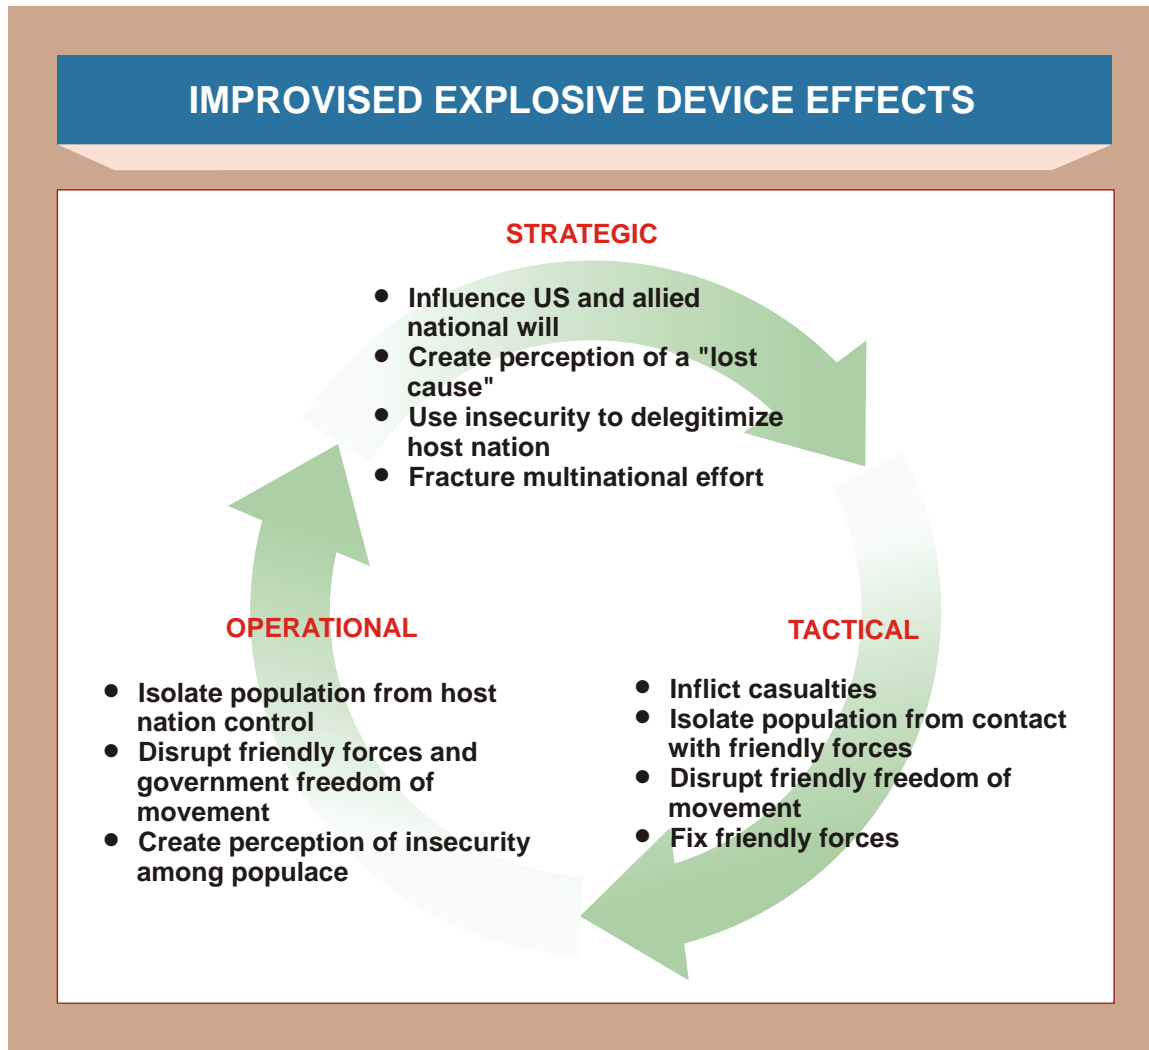 IMPROVISED EXPLOSIVE DEVICE EFFECTS
STRATEGIC
● Influence US and allied
national will
● Create perception of a "lost
cause"
● Use insecurity to delegitimize
host nation
● Fracture multinational effort
OPERATIONAL
● Isolate population from host
nation control
● Disrupt friendly forces and
government freedom of
movement
● Create perception of insecurity
among populace
TACTICAL
● Inflict casualties
● Isolate population from contact
with friendly forces
● Disrupt friendly freedom of
movement
● Fix friendly forces